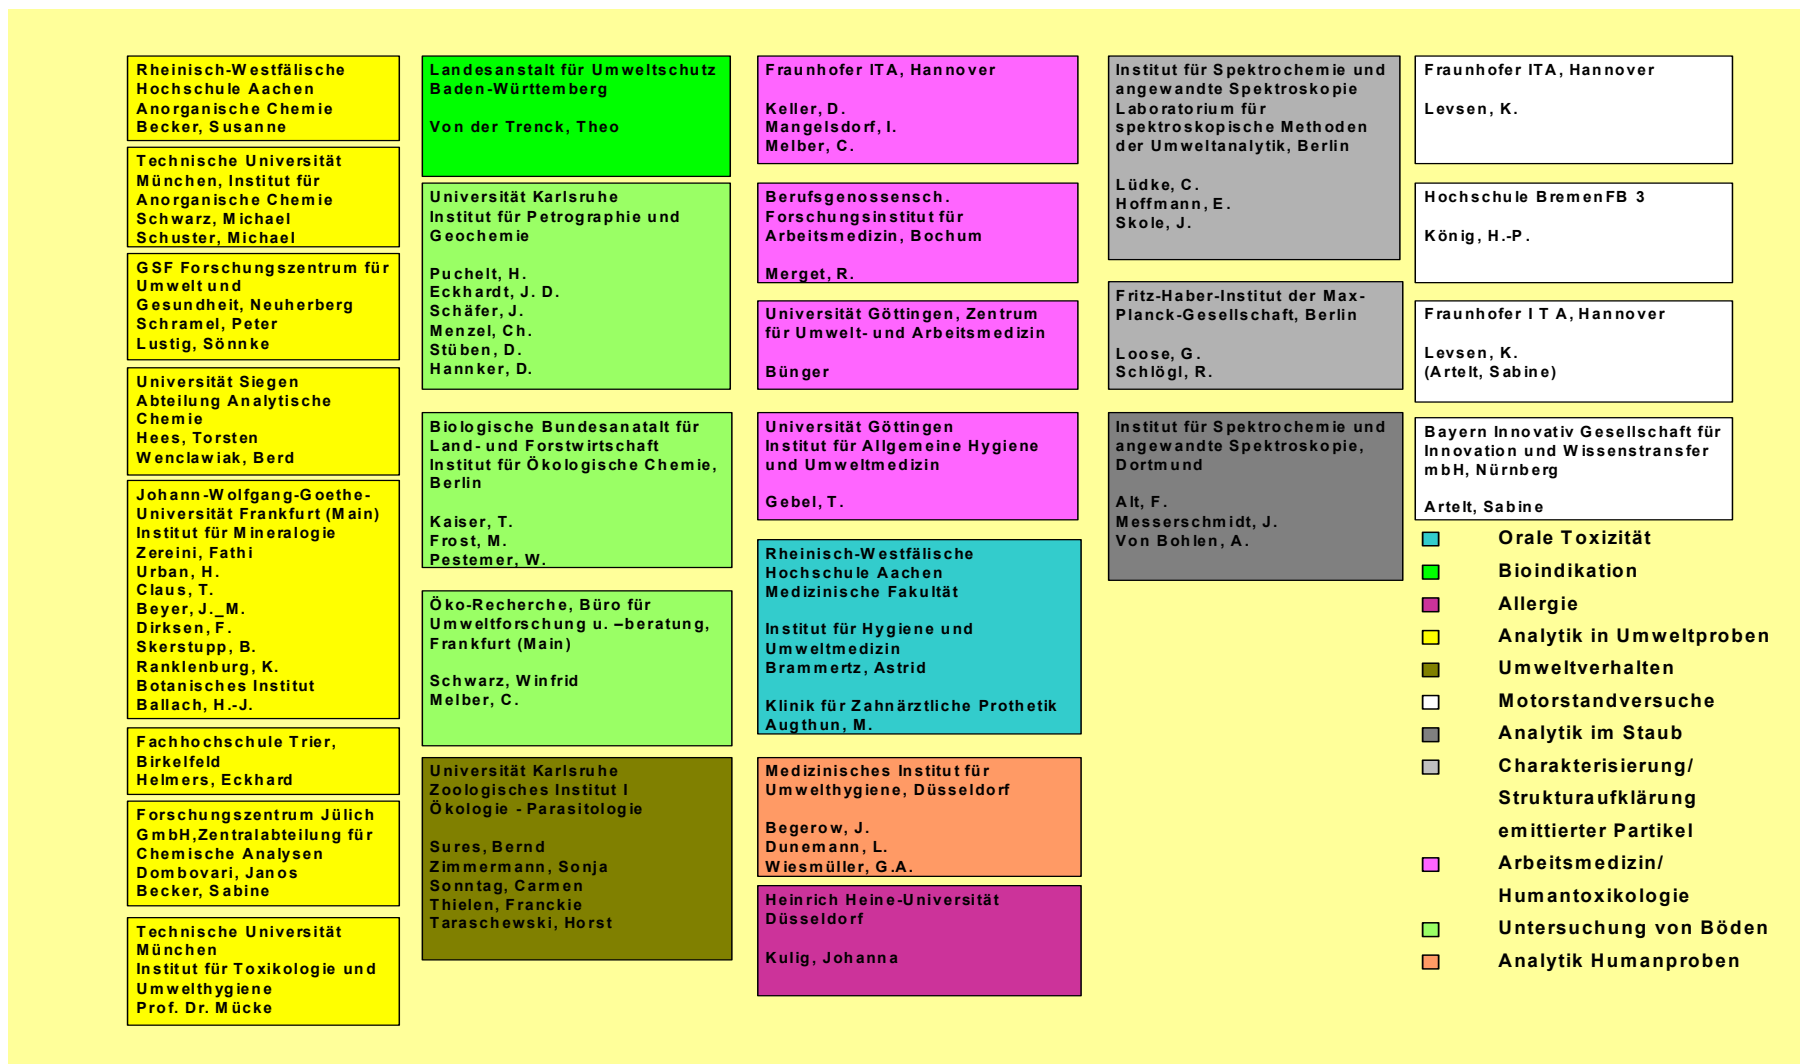 Rheinisch-Westfälische
Hochschule Aachen
Anorganische Chemie
Becker, Susanne
Technische Universität
München, Institut für
Anorganische Chemie
Schwarz, Michael
Schuster, Michael
GSF Forschungszentrum für
Umwelt und
Gesundheit, Neuherberg
Schramel, Peter
Lustig, Sönnke
Universität Siegen
Abteilung Analytische
Chemie
Hees, Torsten
Wenclawiak, Berd
Johann-Wolfgang-Goethe-
Universität Frankfurt (Main)
Institut für Mineralogie
Zereini, Fathi
Urban, H.
Claus, T.
Beyer, J._M.
Dirksen, F.
Skerstupp, B.
Ranklenburg, K.
Botanisches Institut
Ballach, H.-J.
Fachhochschule Trier,
Birkelfeld
Helmers, Eckhard
Forschungszentrum Jülich
GmbH,Zentralabteilung für
Chemische Analysen
Dombovari, Janos
Becker, Sabine
Technische Universität
München
Institut für Toxikologie und
Umwelthygiene
Prof. Dr. Mücke
Landesanstalt für Umweltschutz
Baden-Württemberg
Von der Trenck, Theo
Universität Karlsruhe
Institut für Petrographie und
Geochemie
Puchelt, H.
Eckhardt, J. D.
Schäfer, J.
Menzel, Ch.
Stüben, D.
Hannker, D.
Biologische Bundesanatalt für
Land- und Forstwirtschaft
Institut für Ökologische Chemie,
Berlin
Kaiser, T.
Frost, M.
Pestemer, W.
Öko-Recherche, Büro für
Umweltforschung u. –beratung,
Frankfurt (Main)
Schwarz, Winfrid
Melber, C.
Universität Karlsruhe
Zoologisches Institut I
Ökologie - Parasitologie
Sures, Bernd
Zimmermann, Sonja
Sonntag, Carmen
Thielen, Franckie
Taraschewski, Horst
Fraunhofer ITA, Hannover
Keller, D.
Mangelsdorf, I.
Melber, C.
Berufsgenossensch.
Forschungsinstitut für
Arbeitsmedizin, Bochum
Merget, R.
Universität Göttingen, Zentrum
für Umwelt- und Arbeitsmedizin
Bünger
Universität Göttingen
Institut für Allgemeine Hygiene
und Umweltmedizin
Gebel, T.
Rheinisch-Westfälische
Hochschule Aachen
Medizinische Fakultät
Institut für Hygiene und
Umweltmedizin
Brammertz, Astrid
Klinik für Zahnärztliche Prothetik
Augthun, M.
Medizinisches Institut für
Umwelthygiene, Düsseldorf
Begerow, J.
Dunemann, L.
Wiesmüller, G.A.
Heinrich Heine-Universität
Düsseldorf
Kulig, Johanna
Institut für Spektrochemie und
angewandte Spektroskopie
Laboratorium für
spektroskopische Methoden
der Umweltanalytik, Berlin
Lüdke, C.
Hoffmann, E.
Skole, J.
Fritz-Haber-Institut der Max-
Planck-Gesellschaft, Berlin
Loose, G.
Schlögl, R.
Institut für Spektrochemie und
angewandte Spektroskopie,
Dortmund
Alt, F.
Messerschmidt, J.
Von Bohlen, A.
Fraunhofer ITA, Hannover
Levsen, K.
Hochschule BremenFB 3
König, H.-P.
Fraunhofer I T A, Hannover
Levsen, K.
(Artelt, Sabine)
Bayern Innovativ Gesellschaft für
Innovation und Wissenstransfer
mbH, Nürnberg
Artelt, Sabine
Orale Toxizität
Bioindikation
Allergie
Analytik in Umweltproben
Umweltverhalten
Motorstandversuche
Analytik im Staub
Charakterisierung/
Strukturaufklärung
emittierter Partikel
Arbeitsmedizin/
Humantoxikologie
Untersuchung von Böden
Analytik Humanproben